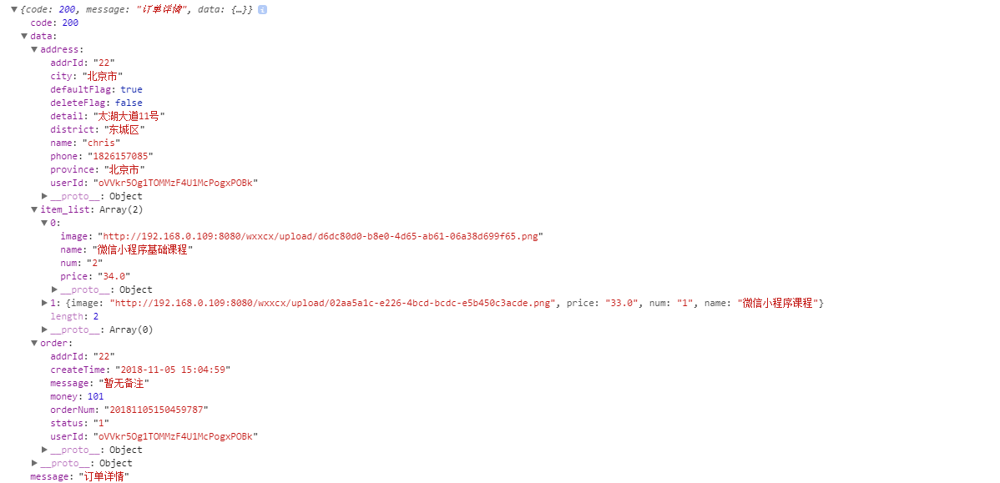 ▼{code: 200, message: "订单详情", data: {…}} i
code: 200
▼data:
▼address:
addrId: "22"
city: "北京市"
defaultFlag: true
deleteFlag: false
detail: "太湖大道11号"
district: "东城区"
name: "chris"
phone: "1826157085"
province: "北京市"
userId: "oVVkr5Og1TOMMzF4U1McPogxPOBk"
▶__proto__: Object
▼item_list: Array(2)
▼0:
image: "http://192.168.0.109:8080/wxxcx/upload/d6dc80d0-b8e0-4d65-ab61-06a38d699f65.png"
name: "微信小程序基础课程"
num: "2"
price: "34.0"
▶__proto__: Object
▶1: {image: "http://192.168.0.109:8080/wxxcx/upload/02aa5a1c-e226-4bcd-bcdc-e5b450c3acde.png", price: "33.0", num: "1", name: "微信小程序课程"}
length: 2
▶__proto__: Array(0)
▼order:
addrId: "22"
createTime: "2018-11-05 15:04:59"
message: "暂无备注"
money: 101
orderNum: "20181105150459787"
status: "1"
userId: "oVVkr5Og1TOMMzF4U1McPogxPOBk"
▶__proto__: Object
▶__proto__: Object
message: "订单详情"